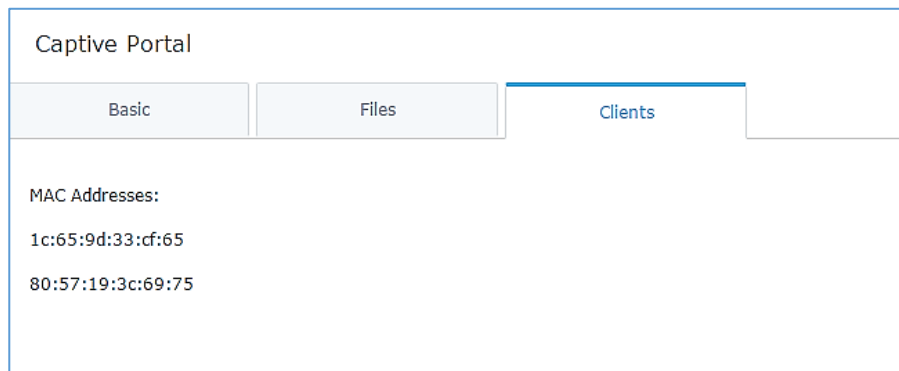 Captive Portal
Basic Files Clients
MAC Addresses:
1c:65:9d:33:cf:65
80:57:19:3c:69:75